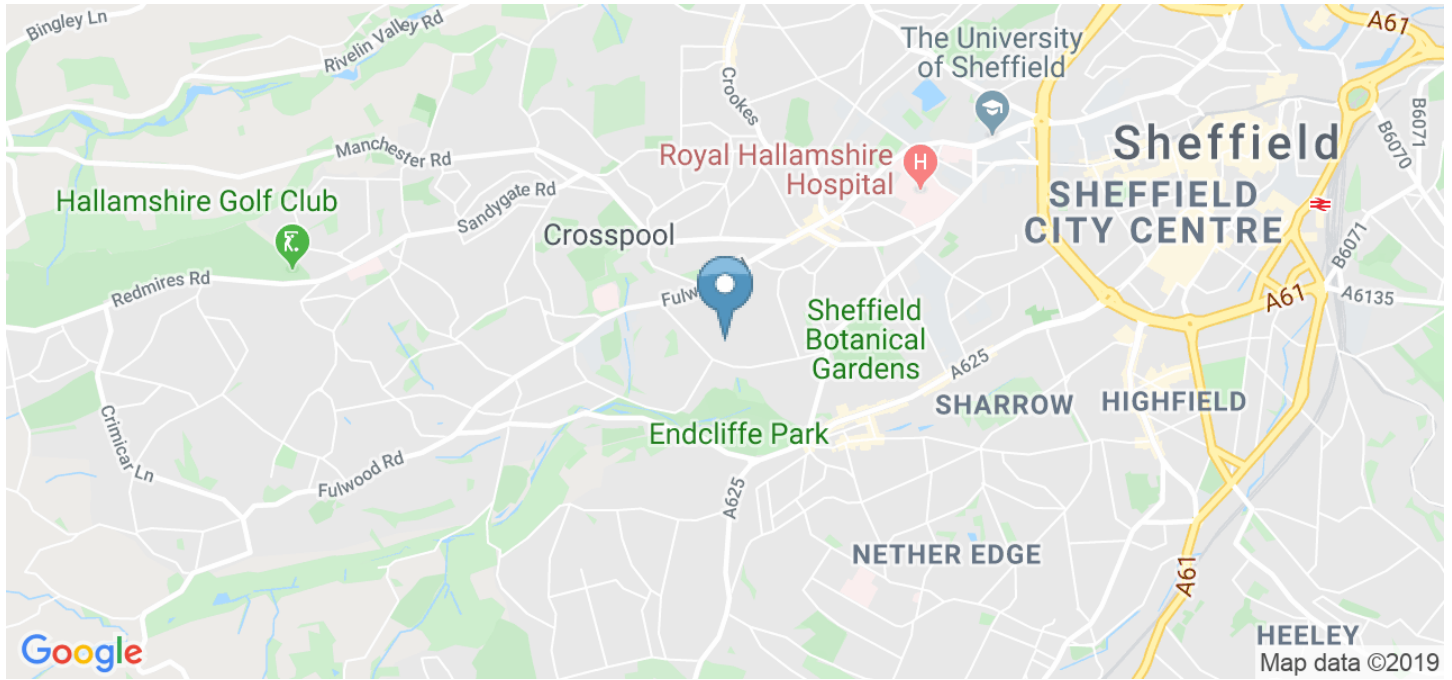 Bingley Ln
Rivelin Valley Rd
A61
The University
of Sheffield
Crookes
B6071
B6070
Manchester Rd
Sheffield
Royal Hallamshire
Hospital
H
Hallamshire Golf Club
Sandygate Rd
SHEFFIELD
CITY CENTRE
Crosspool
B6071
Redmires Rd
A61
A6135
Sheffield
Botanical
Gardens
A625
SHARROW
HIGHFIELD
Endcliffe Park
Crimicar Ln
Fulwood Rd
A625
NETHER EDGE
A61
HEELEY
Google
Map data ©2019